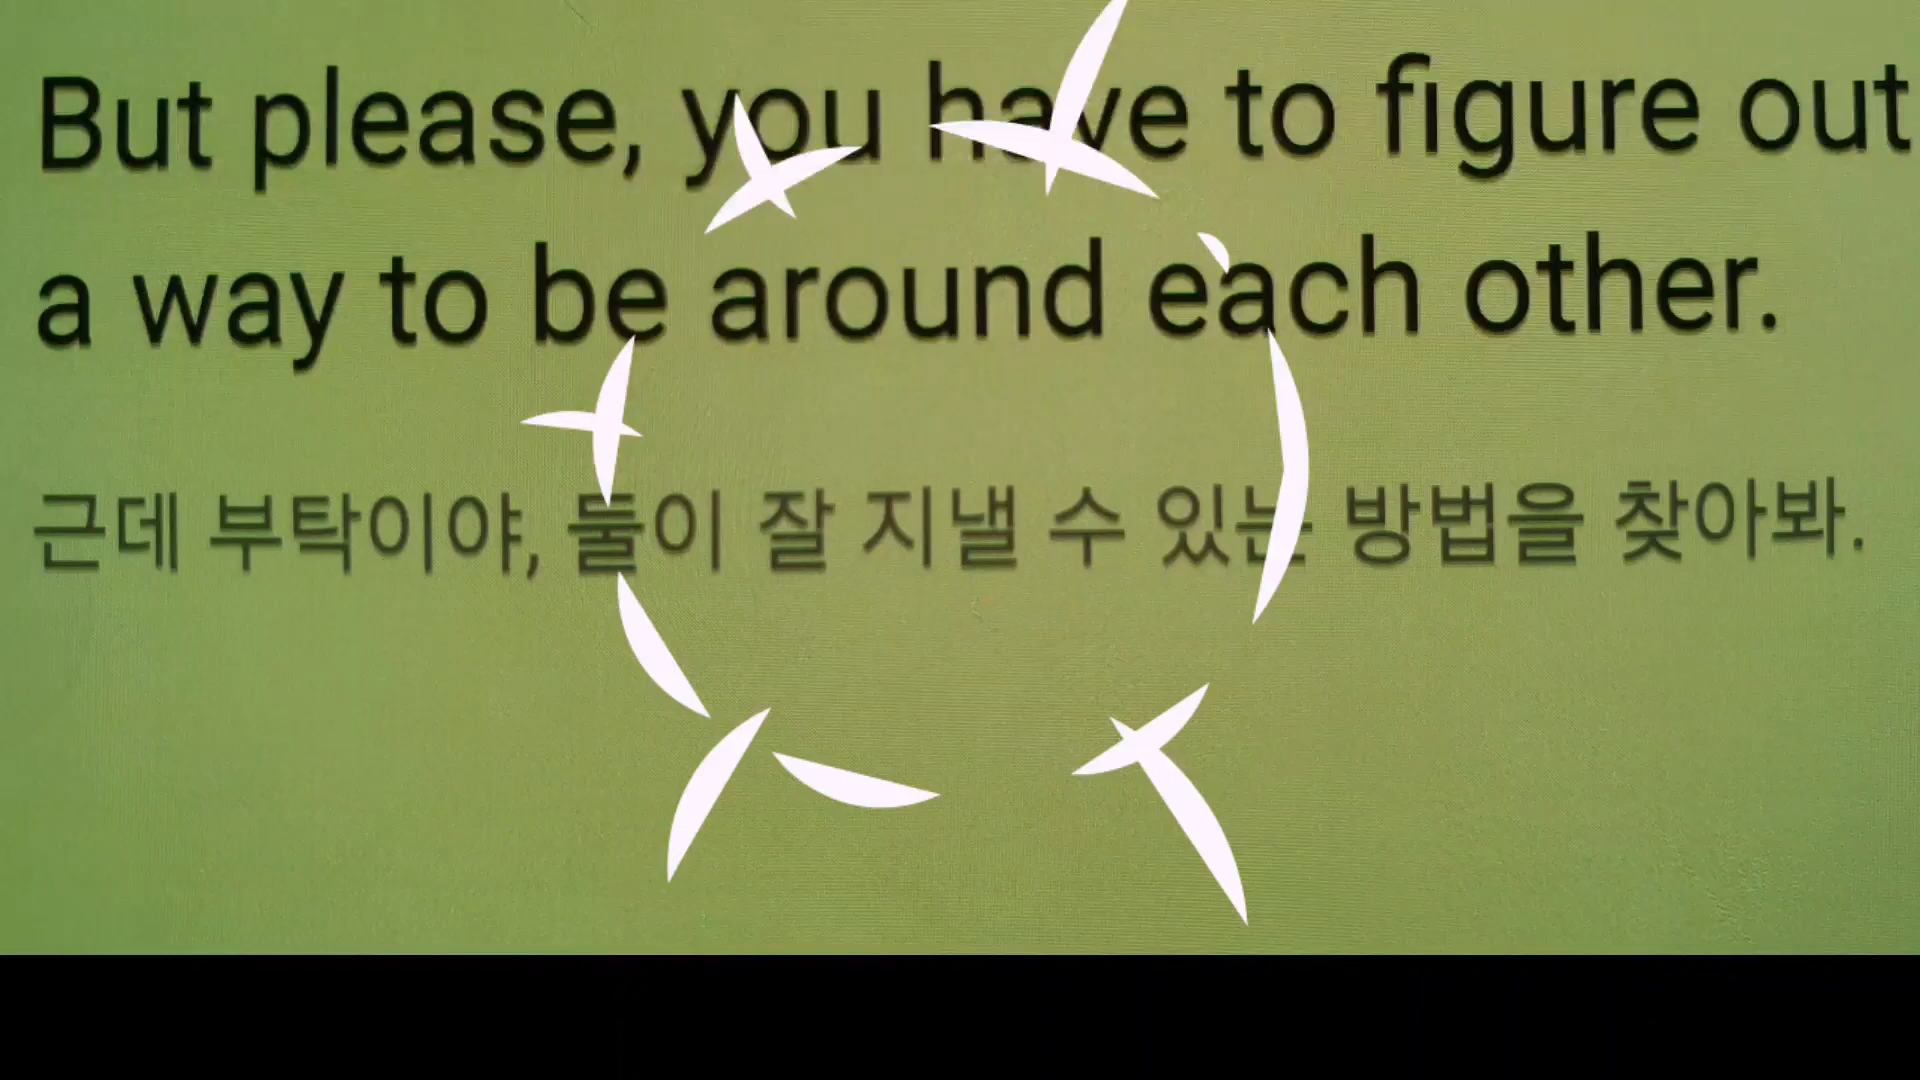 But please, you have to figure out
a way to be around each other.
근데 부탁이야, 둘이 잘 지낼 수 있는 방법을 찾아봐.